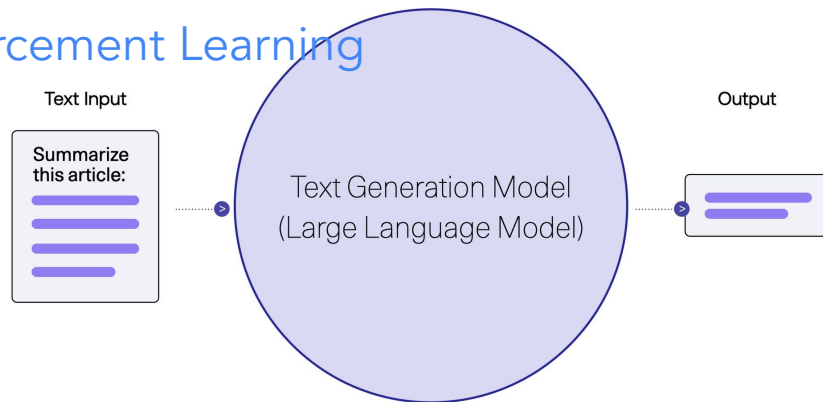 rcement Learning
Text Input
Output
Summarize
this article:
Text Generation Model
(Large Language Model)